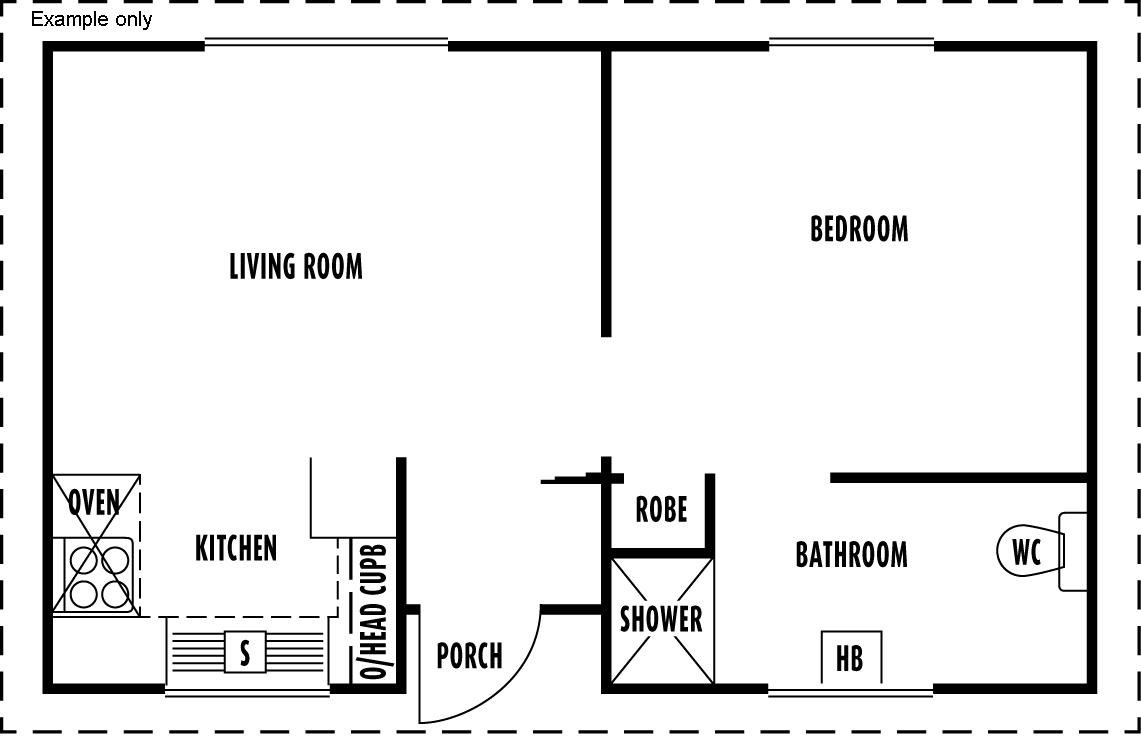 Example only
BEDROOM
LIVING ROOM
OVEN
ROBE
KITCHEN
BATHROOM
WC
O/HEAD CUPB
SHOWER
S
PORCH
HB